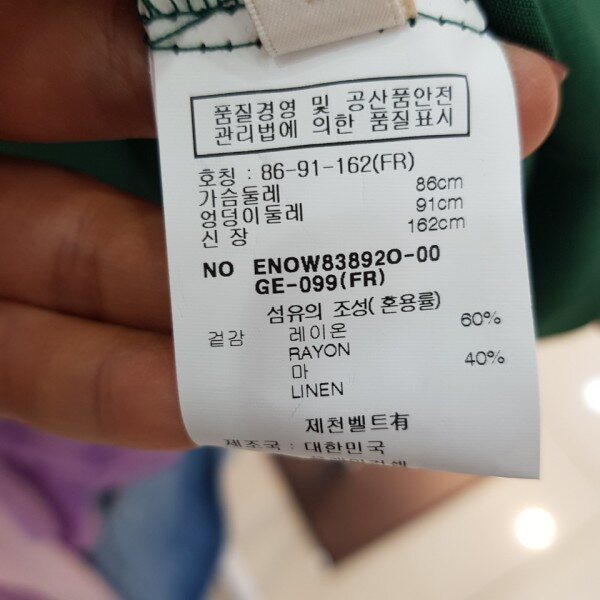 품질경영 및 공산품안전
관리법에 의한 품질표시
호칭 : 86-91-162(FR)
가슴둘레 86cm
엉덩이둘레 91cm
신 장 162cm
NO ENOW83892O-00
GE-099(FR)
섬유의 조성( 혼용률)
겉감 레이온 60%
RAYON
마 40%
LINEN
제천벨트有
제조국 : 대한민국